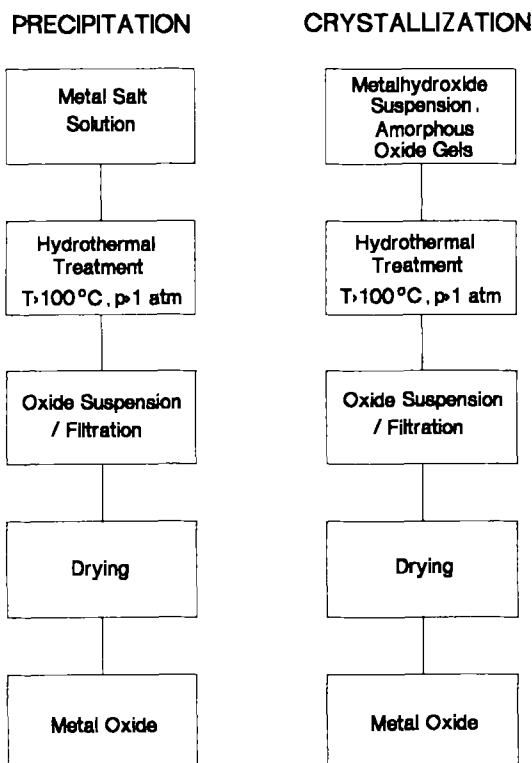 PRECIPITATION
Metal Salt
Solution
Hydrothermal
Treatment
T>100°C, p>1 atm
Oxide Suspension
/ Filtration
Drying
Metal Oxide
CRYSTALLIZATION
Metalhydroxide
Suspension,
Amorphous
Oxide Gels
Hydrothermal
Treatment
T>100°C, p>1 atm
Oxide Suspension
/ Filtration
Drying
Metal Oxide